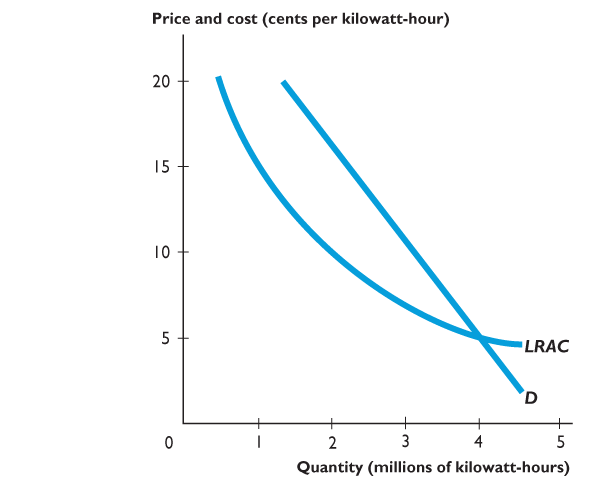 Price and cost (cents per kilowatt-hour)
20
15
10
5
LRAC
D
0 1 2 3 4 5
Quantity (millions of kilowatt-hours)